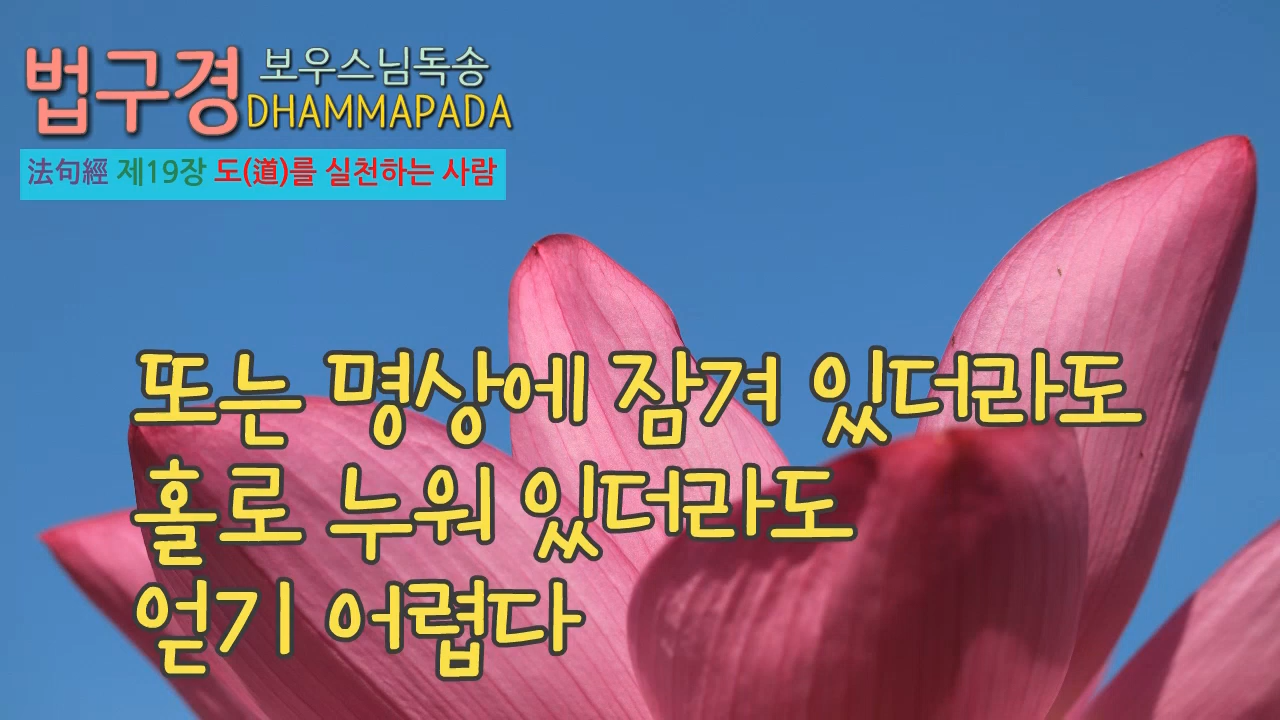 법구경 보우스님독송
DHAMMAPADA
法句經 제19장 도(道)를 실천하는 사람
또는 명상에 잠겨 있더라도
홀로 누워 있더라도
얻기 어렵다